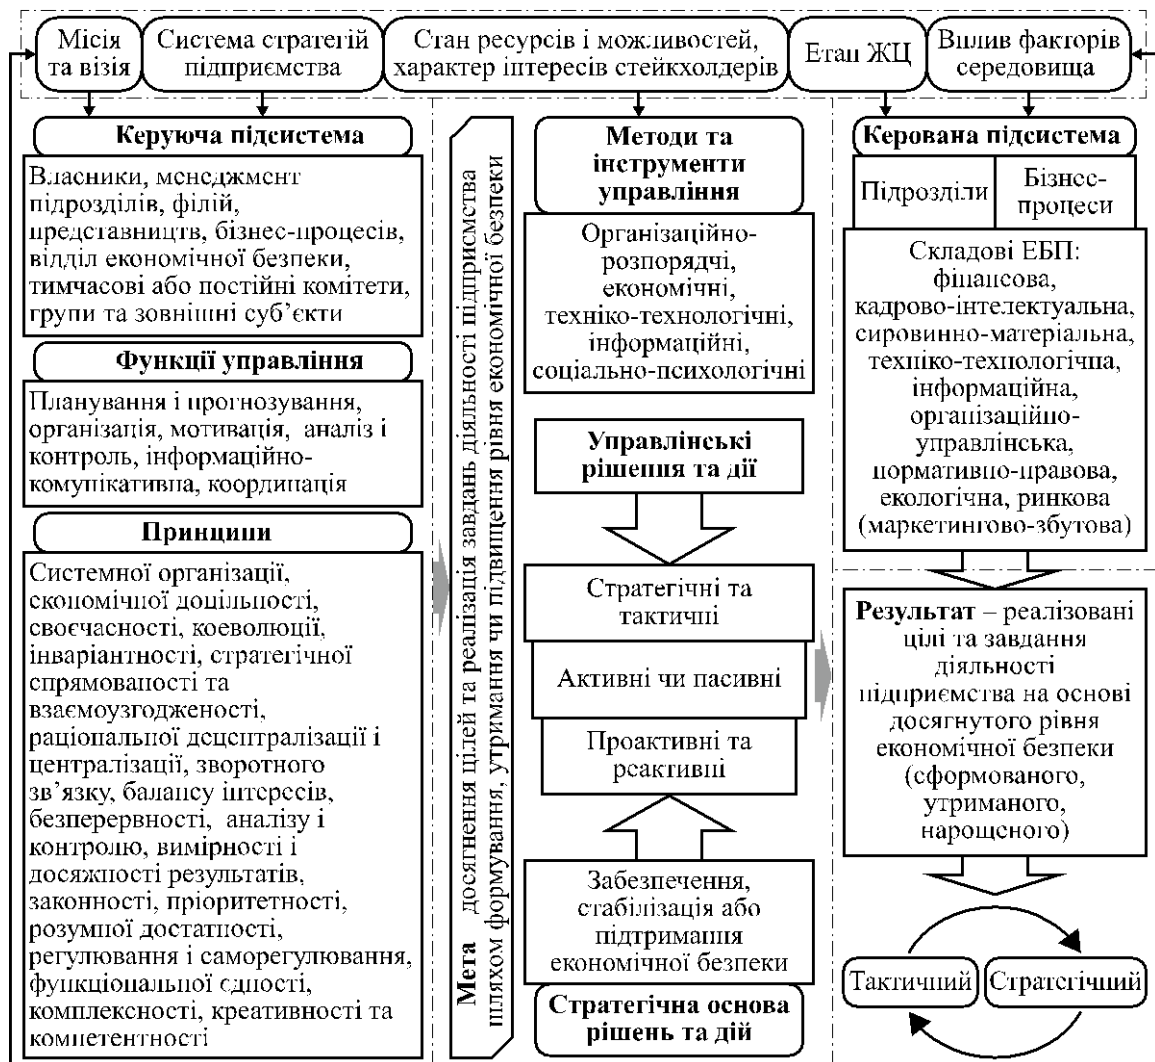 Місія
та візія
Система стратегій
підприємства
Стан ресурсів і можливостей,
характер інтересів стейкхолдерів
Етап ЖЦ
Вплив факторів
середовища
Керуюча підсистема
Власники, менеджмент
підрозділів, філій,
представництв, бізнес-процесів,
відділ економічної безпеки,
тимчасові або постійні комітети,
групи та зовнішні суб’єкти
Функції управління
Планування і прогнозування,
організація, мотивація, аналіз і
контроль, інформаційно-
комунікативна, координація
Принципи
Системної організації,
економічної доцільності,
своєчасності, коеволюції,
інваріантності, стратегічної
спрямованості та
взаємоузгодженості,
раціональної децентралізації і
централізації, зворотного
зв’язку, балансу інтересів,
безперервності, аналізу і
контролю, вимірності і
досяжності результатів,
законності, пріоритетності,
розумної достатності,
регулювання і саморегулювання,
функціональної єдності,
комплексності, креативності та
компетентності
Мета досягнення цілей та реалізація завдань діяльності підприємства
шляхом формування, утримання чи підвищення рівня економічної безпеки
Методи та
інструменти
управління
Організаційно-
розпорядчі,
економічні,
техніко-технологічні,
інформаційні,
соціально-психологічні
Управлінські
рішення та дії
Стратегічні та
тактичні
Активні чи пасивні
Проактивні та
реактивні
Забезпечення,
стабілізація або
підтримання
економічної безпеки
Стратегічна основа
рішень та дій
Керована підсистема
Підрозділи
Бізнес-
процеси
Складові ЕБП:
фінансова,
кадрово-інтелектуальна,
сировинно-матеріальна,
техніко-технологічна,
інформаційна,
організаційно-
управлінська,
нормативно-правова,
екологічна, ринкова
(маркетингово-збутова)
Результат – реалізовані
цілі та завдання
діяльності
підприємства на основі
досягнутого рівня
економічної безпеки
(сформованого,
утриманого,
нарощеного)
Тактичний
Стратегічний